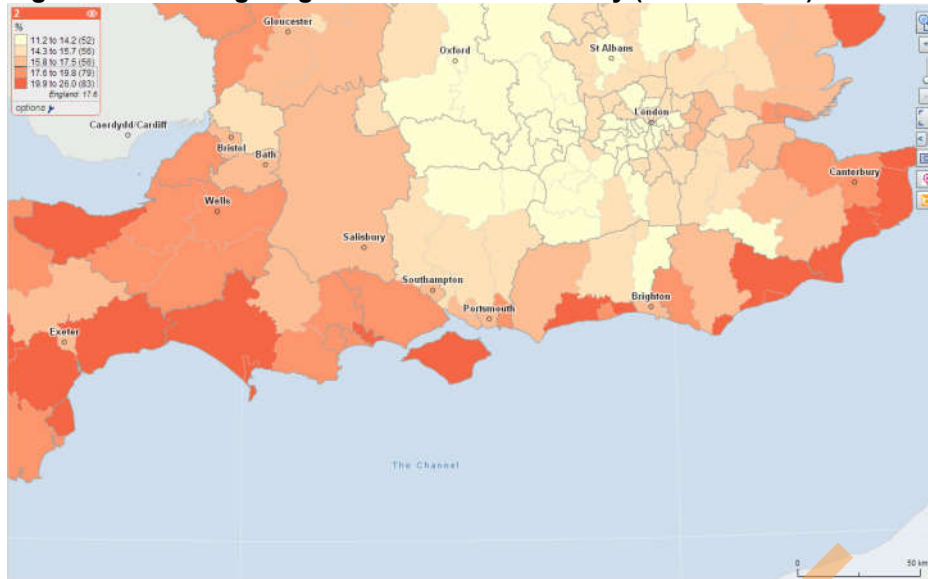 2
%
11.2 to 14.2 (52)
14.3 to 15.7 (56)
15.8 to 17.5 (56)
17.6 to 19.8 (79)
19.9 to 26.0 (83)
England: 17.6
options
Gloucester
Oxford
St Albans
London
Caerdydd/Cardiff
Bristol
Bath
Canterbury
Wells
Salisbury
Southampton
Portsmouth
Brighton
Exeter
The Channel
0
50 km